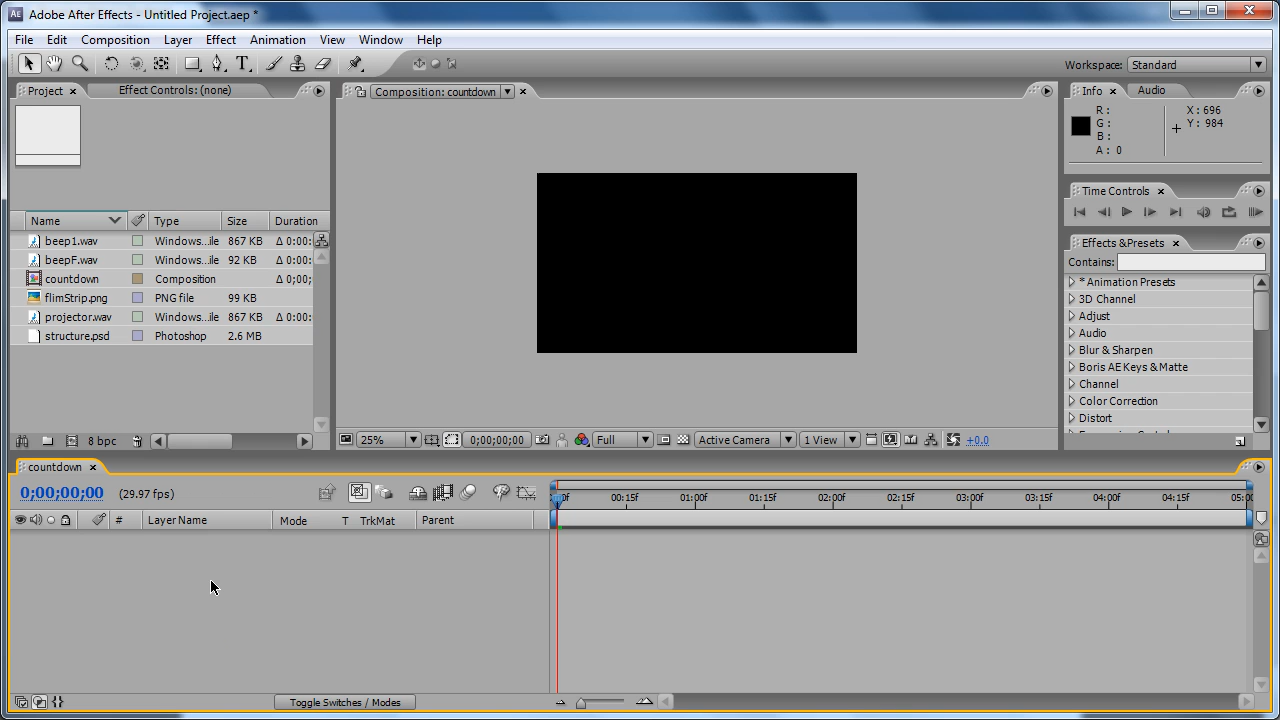 Adobe After Effects - Untitled Project.aep *
File Edit Composition Layer Effect Animation View Window Help
Workspace: Standard
Project
Effect Controls: (none)
Composition: countdown
Info
Audio
R :
G :
B :
A : 0
X : 696
Y : 984
Time Controls
Effects & Presets
Contains:
* Animation Presets
3D Channel
Adjust
Audio
Blur & Sharpen
Boris AE Keys & Matte
Channel
Color Correction
Distort
Name Type Size Duration
beep1.wav Windows...ile 867 KB Δ 0:00:
beepF.wav Windows...ile 92 KB Δ 0:00:
countdown Composition Δ 0;00;
flimStrip.png PNG file 99 KB
projector.wav Windows...ile 867 KB Δ 0:00:
structure.psd Photoshop 2.6 MB
8 bpc
25% 0;00;00;00 Full Active Camera 1 View +0.0
countdown
0;00;00;00 (29.97 fps)
00:15f 01:00f 01:15f 02:00f 02:15f 03:00f 03:15f 04:00f 04:15f
# Layer Name Mode T TrkMat Parent
Toggle Switches / Modes